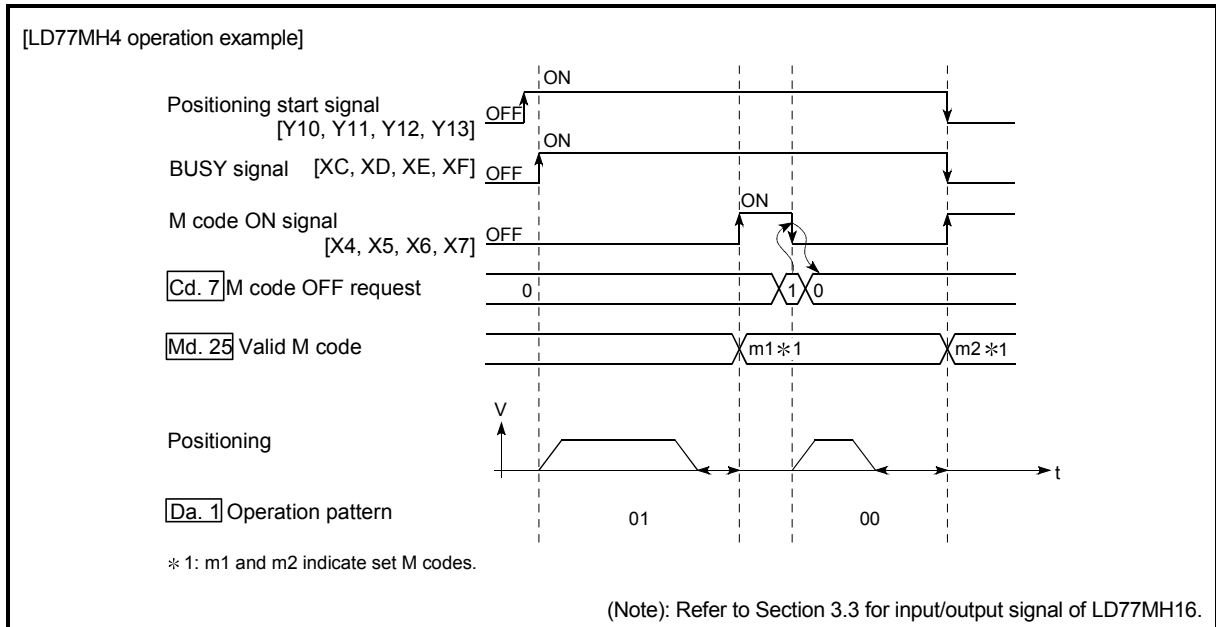 [LD77MH4 operation example]
ON
Positioning start signal
[Y10, Y11, Y12, Y13]
OFF
ON
BUSY signal [XC, XD, XE, XF]
OFF
ON
M code ON signal
[X4, X5, X6, X7]
OFF
Cd. 7 M code OFF request
0
1
0
Md. 25 Valid M code
m1*1
m2*1
V
Positioning
t
Da. 1 Operation pattern
01
00
*1: m1 and m2 indicate set M codes.
(Note): Refer to Section 3.3 for input/output signal of LD77MH16.